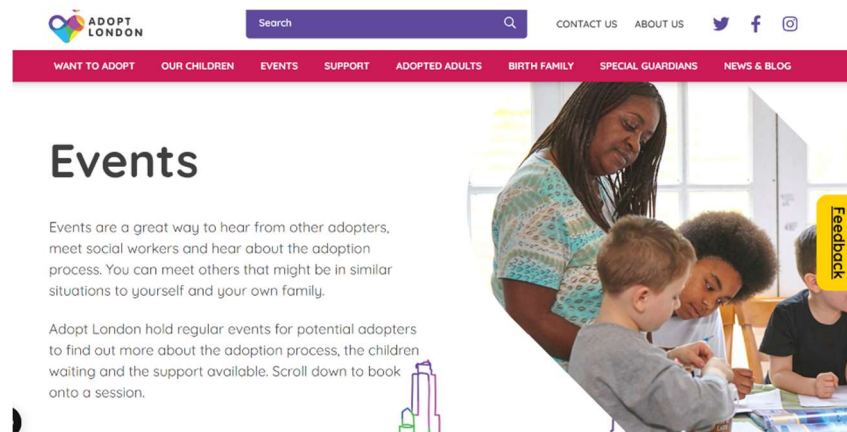 ADOPT
LONDON
Search
CONTACT US
ABOUT US
WANT TO ADOPT
OUR CHILDREN
EVENTS
SUPPORT
ADOPTED ADULTS
BIRTH FAMILY
SPECIAL GUARDIANS
NEWS & BLOG
Events
Events are a great way to hear from other adopters,
meet social workers and hear about the adoption
process. You can meet others that might be in similar
situations to yourself and your own family.
Adopt London hold regular events for potential adopters
to find out more about the adoption process, the children
waiting and the support available. Scroll down to book
onto a session.
Feedback